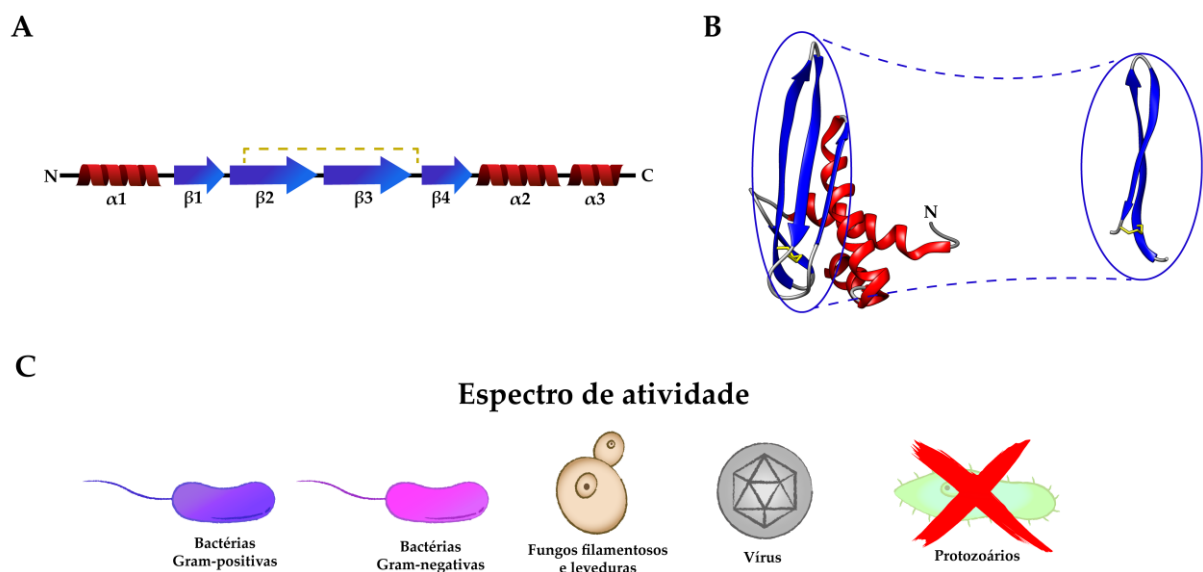 A
N
α1
β1
β2
β3
β4
α2
α3
C
B
N
C
Espectro de atividade
Bactérias
Gram-positivas
Bactérias
Gram-negativas
Fungos filamentosos
e leveduras
Vírus
Protozoários